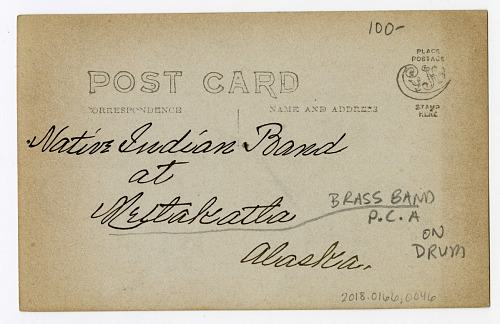 100-
PLACE
POSTAGE
POST CARD
STAMP
HERE
CORRESPONDENCE
NAME AND ADDRESS
Native Indian Band
at
Metlakatla
Alaska.
BRASS BAND
P.C.A
ON
DRUM
2018.0166.0046